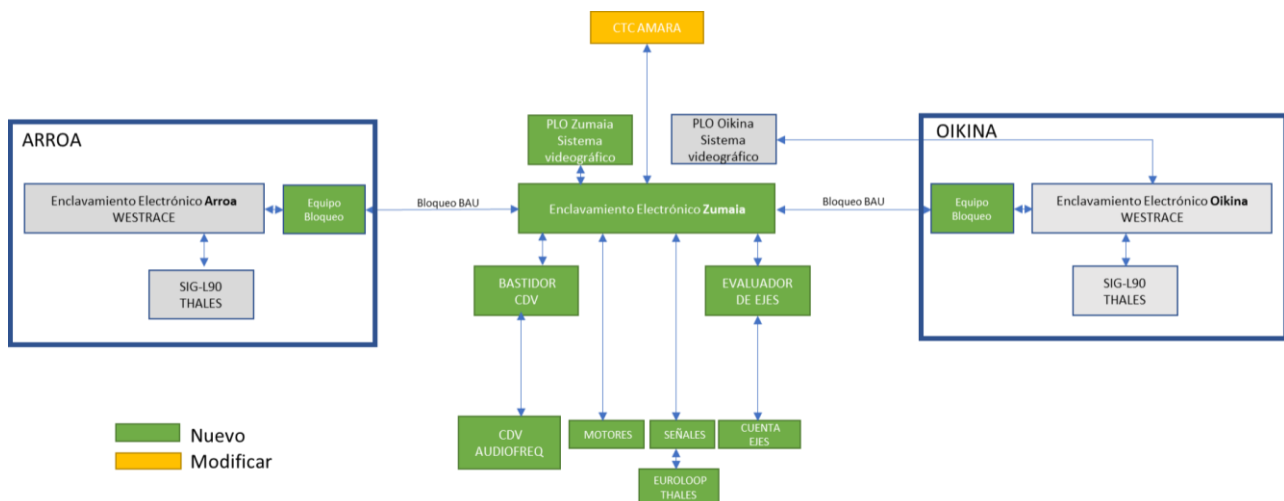 CTC AMARA
PLO Zumaia
Sistema
videográfico
PLO Oikina
Sistema
videográfico
ARROA
OIKINA
Enclavamiento Electrónico Arroa
WESTRACE
Equipo
Bloqueo
Bloqueo BAU
Enclavamiento Electrónico Zumaia
Bloqueo BAU
Equipo
Bloqueo
Enclavamiento Electrónico Oikina
WESTRACE
SIG-L90
THALES
BASTIDOR
CDV
EVALUADOR
DE EJES
SIG-L90
THALES
CDV
AUDIOFREQ
MOTORES
SEÑALES
CUENTA
EJES
EUROLOOP
THALES
Nuevo
Modificar